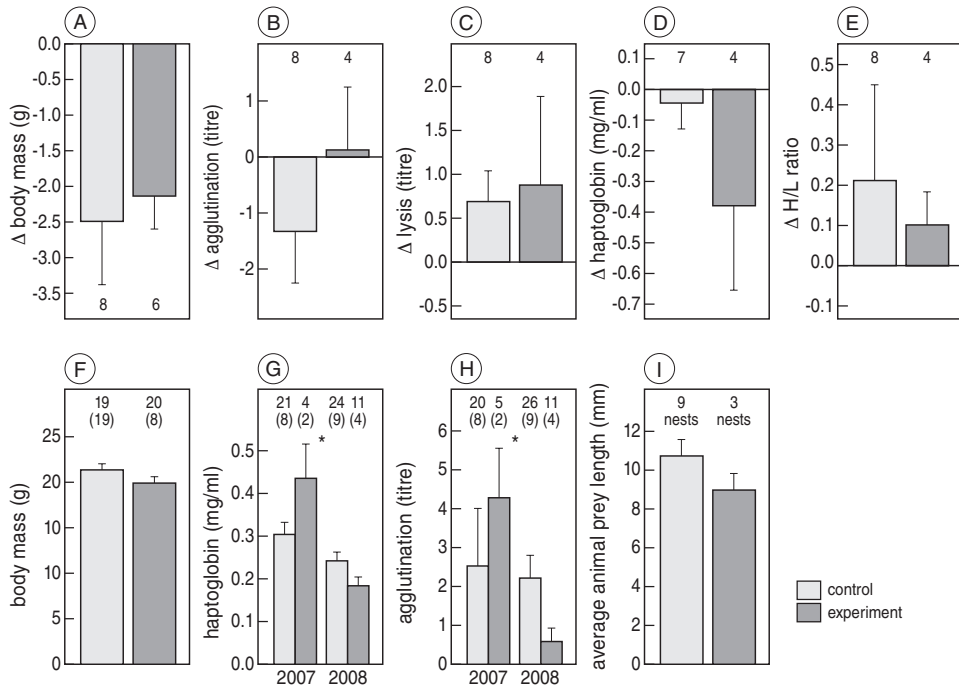 A
Δ body mass (g)
0.0
-0.5
-1.0
-1.5
-2.0
-2.5
-3.0
-3.5
8 6
B
Δ agglutination (titre)
8 4
1
0
-1
-2
C
Δ lysis (titre)
8 4
2.0
1.5
1.0
0.5
0.0
-0.5
D
Δ haptoglobin (mg/ml)
7 4
0.1
0.0
-0.1
-0.2
-0.3
-0.4
-0.5
-0.6
-0.7
E
Δ H/L ratio
8 4
0.5
0.4
0.3
0.2
0.1
0.0
-0.1
F
body mass (g)
19 20
(19) (8)
25
20
10
10
5
0
G
haptoglobin (mg/ml)
21 4 24 11
(8) (2) (9) (4)
*
0.5
0.4
0.3
0.2
0.1
0.0
2007 2008
H
agglutination (titre)
20 5 26 11
(8) (2) (9) (4)
*
6
5
4
3
2
1
0
2007 2008
I
average animal prey length (mm)
9 3
nests nests
12
10
8
6
4
2
0
control
experiment